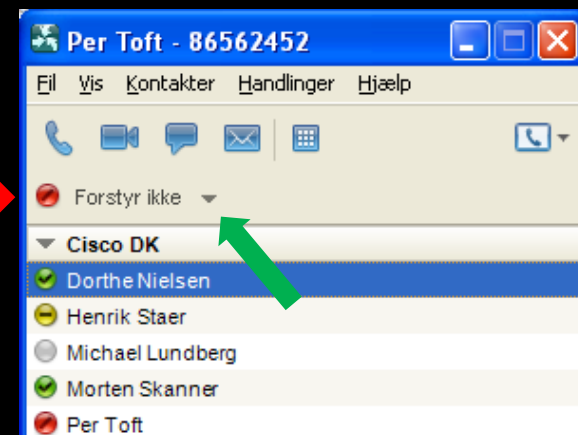 Per Toft - 86562452
Fil Vis Kontakter Handlinger Hjælp
Forstyr ikke
Cisco DK
Dorthe Nielsen
Henrik Staer
Michael Lundberg
Morten Skanner
Per Toft